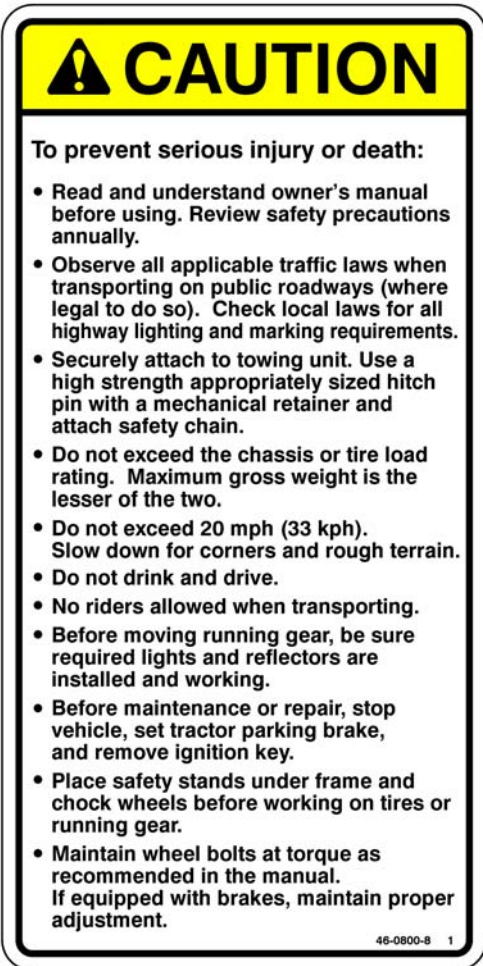 CAUTION
To prevent serious injury or death:
• Read and understand owner's manual
before using. Review safety precautions
annually.
• Observe all applicable traffic laws when
transporting on public roadways (where
legal to do so).  Check local laws for all
highway lighting and marking requirements.
• Securely attach to towing unit. Use a
high strength appropriately sized hitch
pin with a mechanical retainer and
attach safety chain.
• Do not exceed the chassis or tire load
rating.  Maximum gross weight is the
lesser of the two.
• Do not exceed 20 mph (33 kph).
Slow down for corners and rough terrain.
• Do not drink and drive.
• No riders allowed when transporting.
• Before moving running gear, be sure
required lights and reflectors are
installed and working.
• Before maintenance or repair, stop
vehicle, set tractor parking brake,
and remove ignition key.
• Place safety stands under frame and
chock wheels before working on tires or
running gear.
• Maintain wheel bolts at torque as
recommended in the manual.
If equipped with brakes, maintain proper
adjustment.
46-0800-8 1